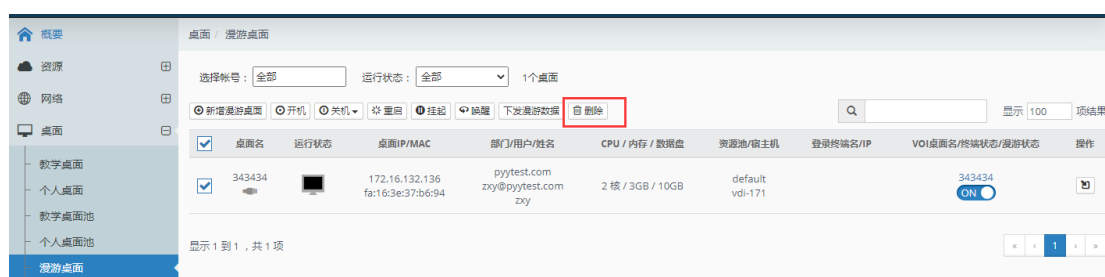 概要
桌面 / 漫游桌面
资源
选择帐号： 全部 运行状态： 全部 1个桌面
网络
新增漫游桌面 开机 关机 重启 挂起 唤醒 下发漫游数据 删除 显示 100 项结果
桌面
桌面名 运行状态 桌面IP/MAC 部门/用户/姓名 CPU / 内存 / 数据盘 资源池/宿主机 登录终端名/IP VOI桌面名/终端状态/漫游状态 操作
教学桌面
个人桌面
教学桌面池
个人桌面池
漫游桌面
343434 172.16.132.136 pyytest.com 2 核 / 3GB / 10GB default 343434
fa:16:3e:37:b6:94 zxy@pyytest.com vdi-171 ON
zxy
显示 1 到 1 ，共 1 项 « ‹ 1 › »